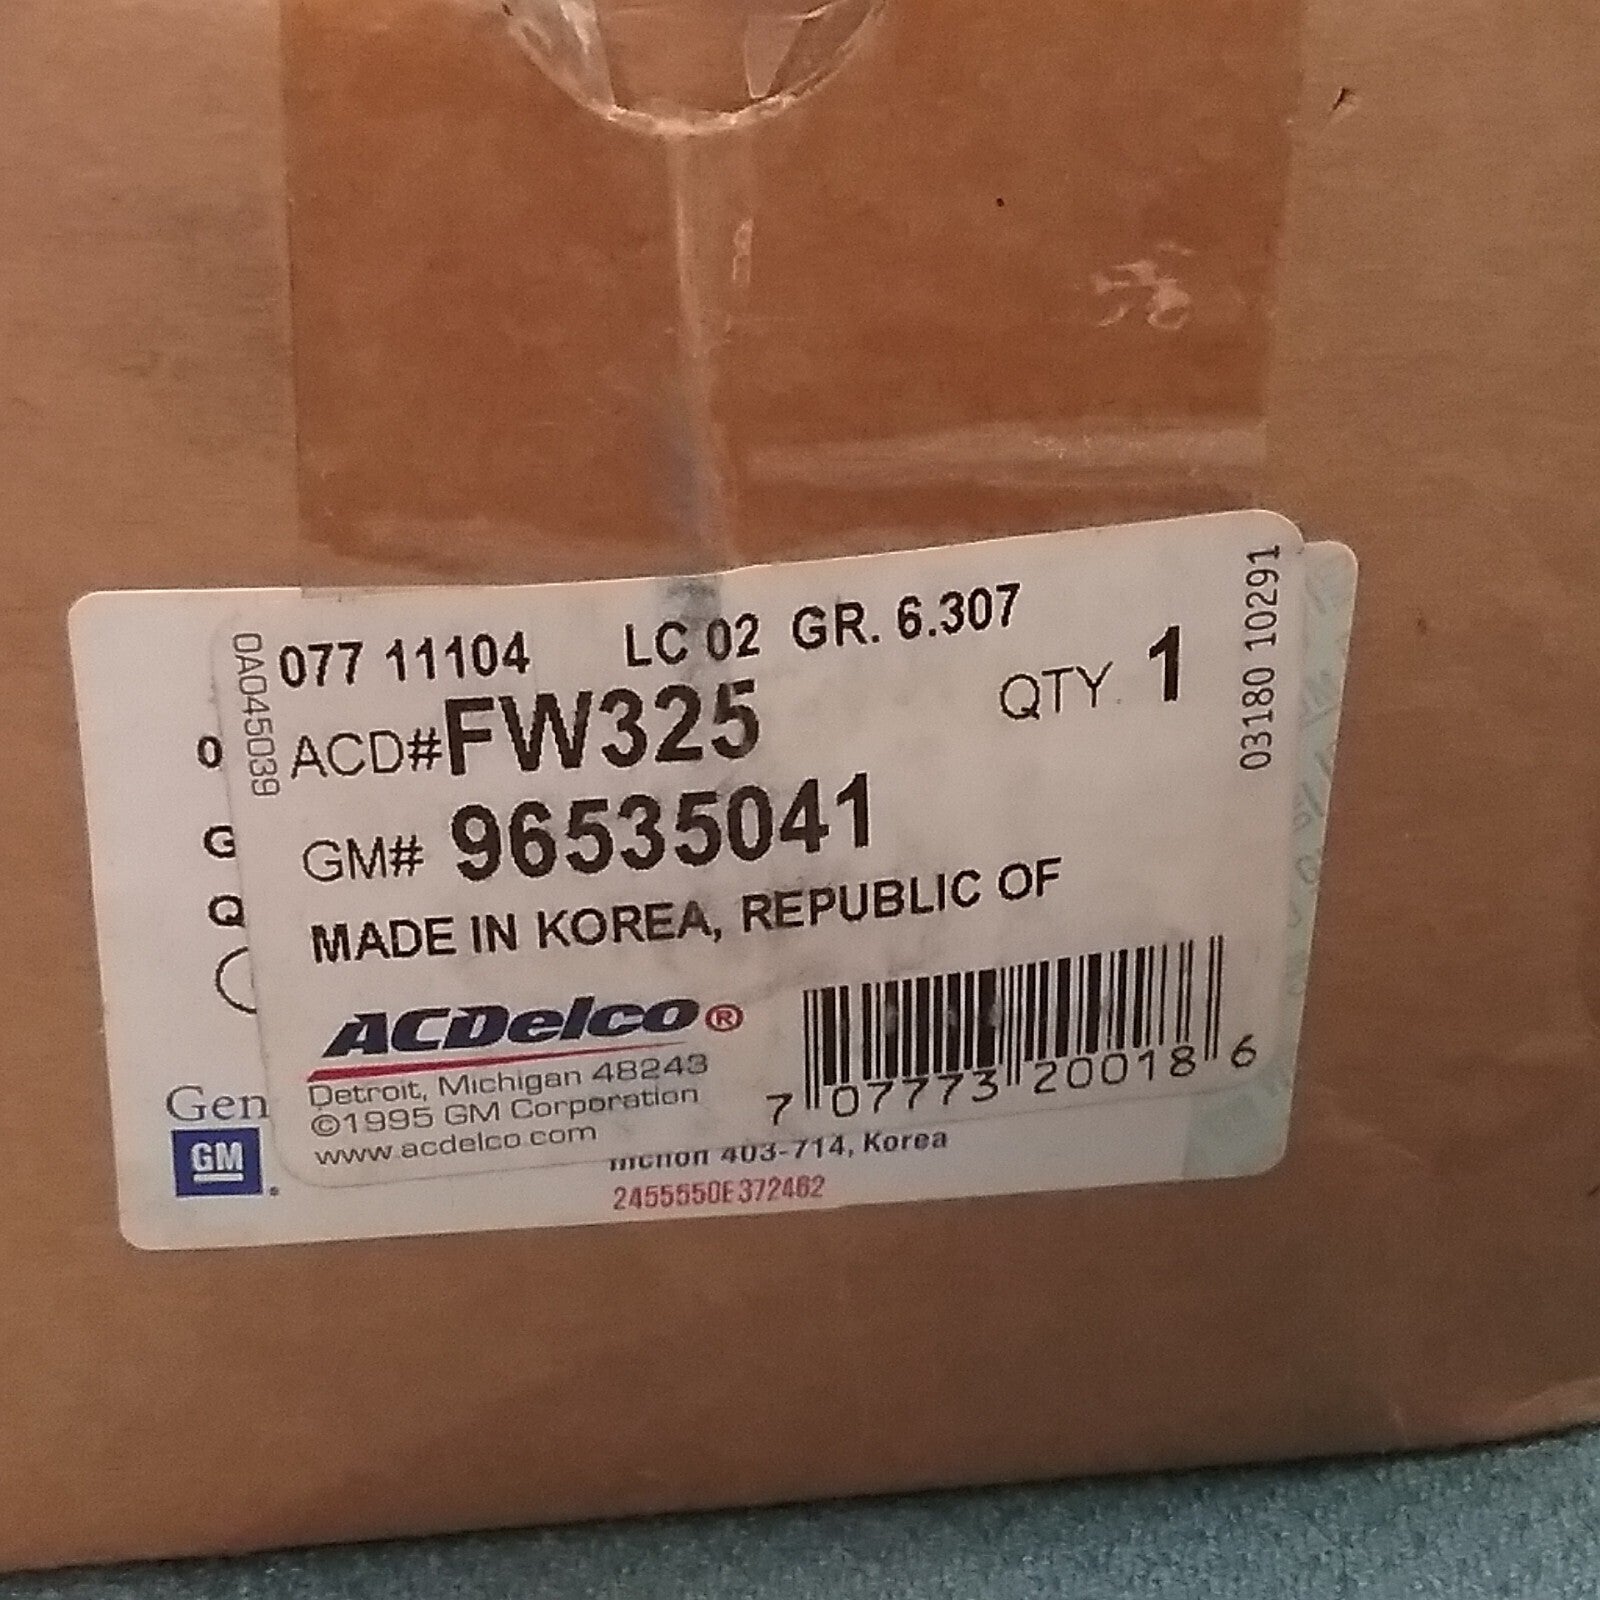 077 11104 LC 02 GR. 6.307
ACD# FW325 QTY. 1
GM# 96535041
MADE IN KOREA, REPUBLIC OF
ACDelco®
Detroit, Michigan 48243
©1995 GM Corporation
www.acdelco.com
7 07773 20018 6
0A045039
03180 10291
0
G
Q
Gen
GM
403-714, Korea
2455550E372462